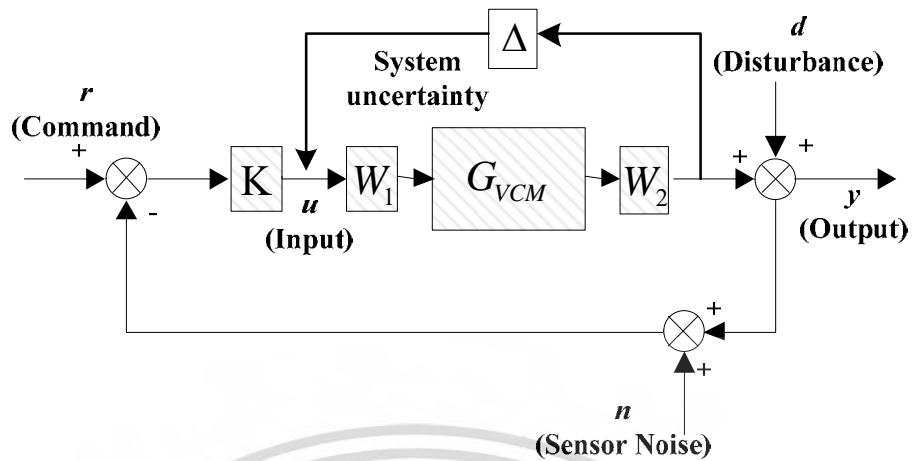 Δ
d
(Disturbance)
System
uncertainty
r
(Command)
+
-
K
u
(Input)
W1
GVCM
W2
+
+
y
(Output)
+
+
n
(Sensor Noise)